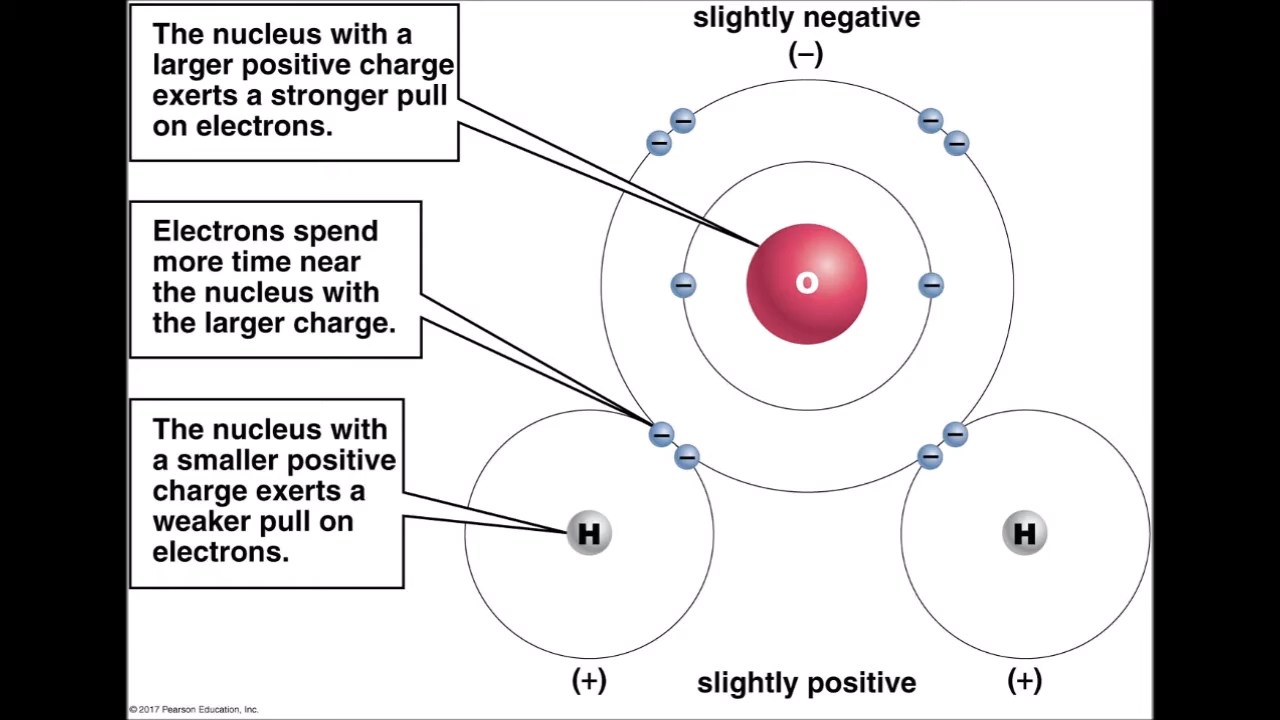 The nucleus with a
larger positive charge
exerts a stronger pull
on electrons.
slightly negative
(–)
– –
– –
O
– –
Electrons spend
more time near
the nucleus with
the larger charge.
– –
– –
The nucleus with
a smaller positive
charge exerts a
weaker pull on
electrons.
H
H
(+)
slightly positive
(+)
© 2017 Pearson Education, Inc.